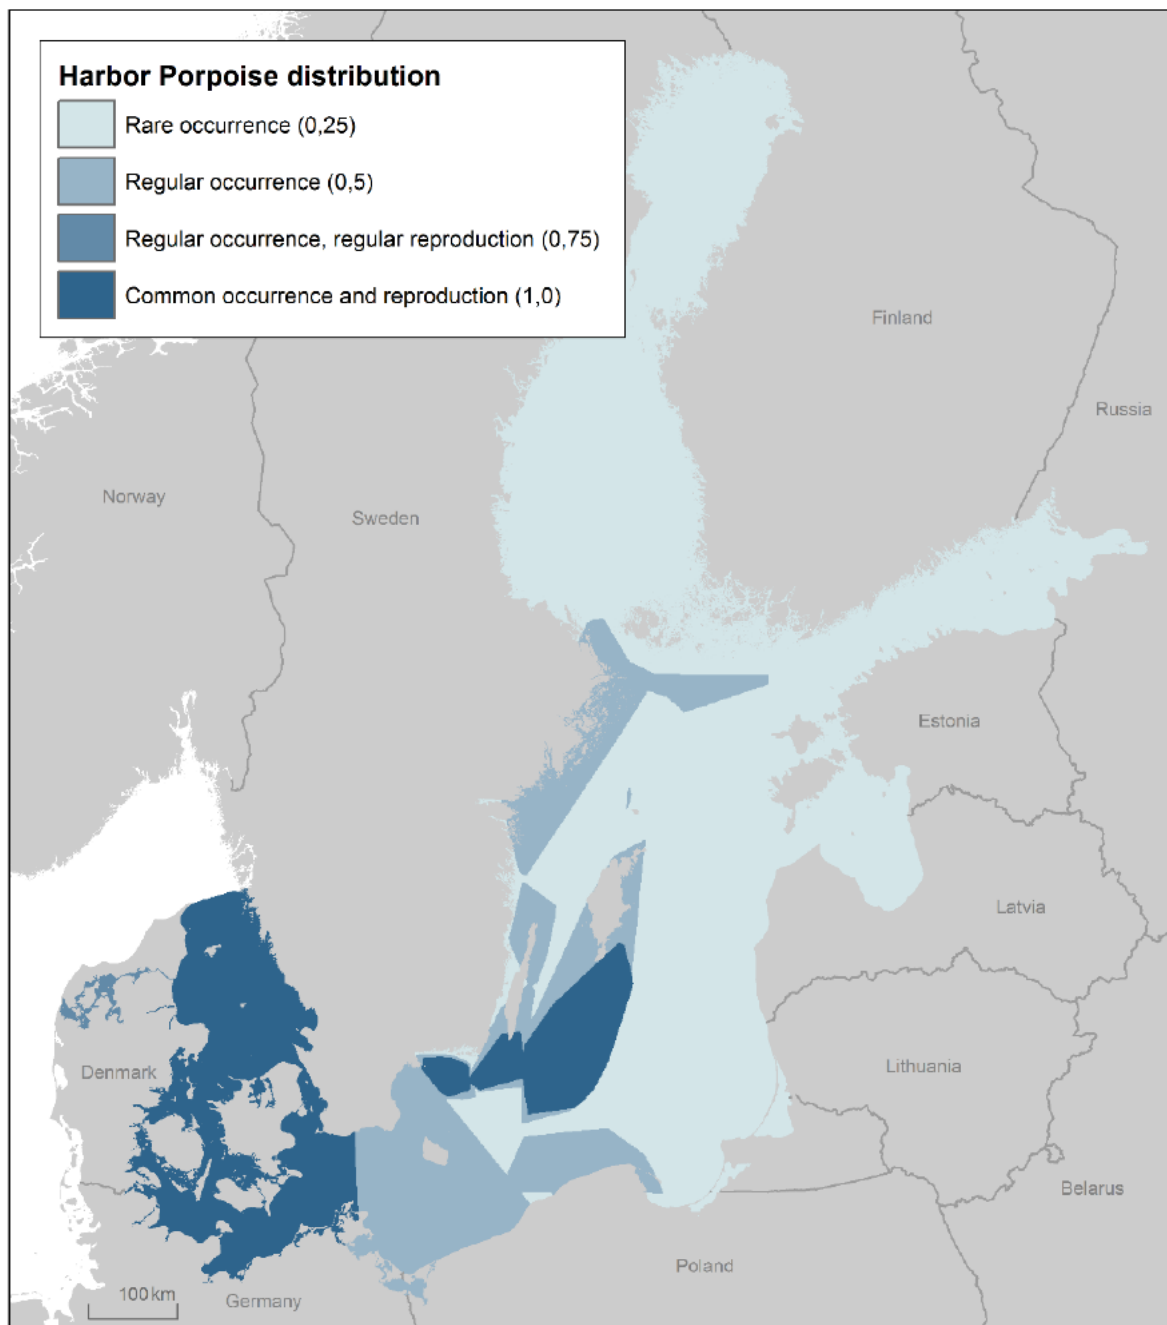 Harbor Porpoise distribution
Rare occurrence (0,25)
Regular occurrence (0,5)
Regular occurrence, regular reproduction (0,75)
Common occurrence and reproduction (1,0)
Finland
Russia
Norway
Sweden
Estonia
Latvia
Denmark
Lithuania
Belarus
Poland
100 km
Germany